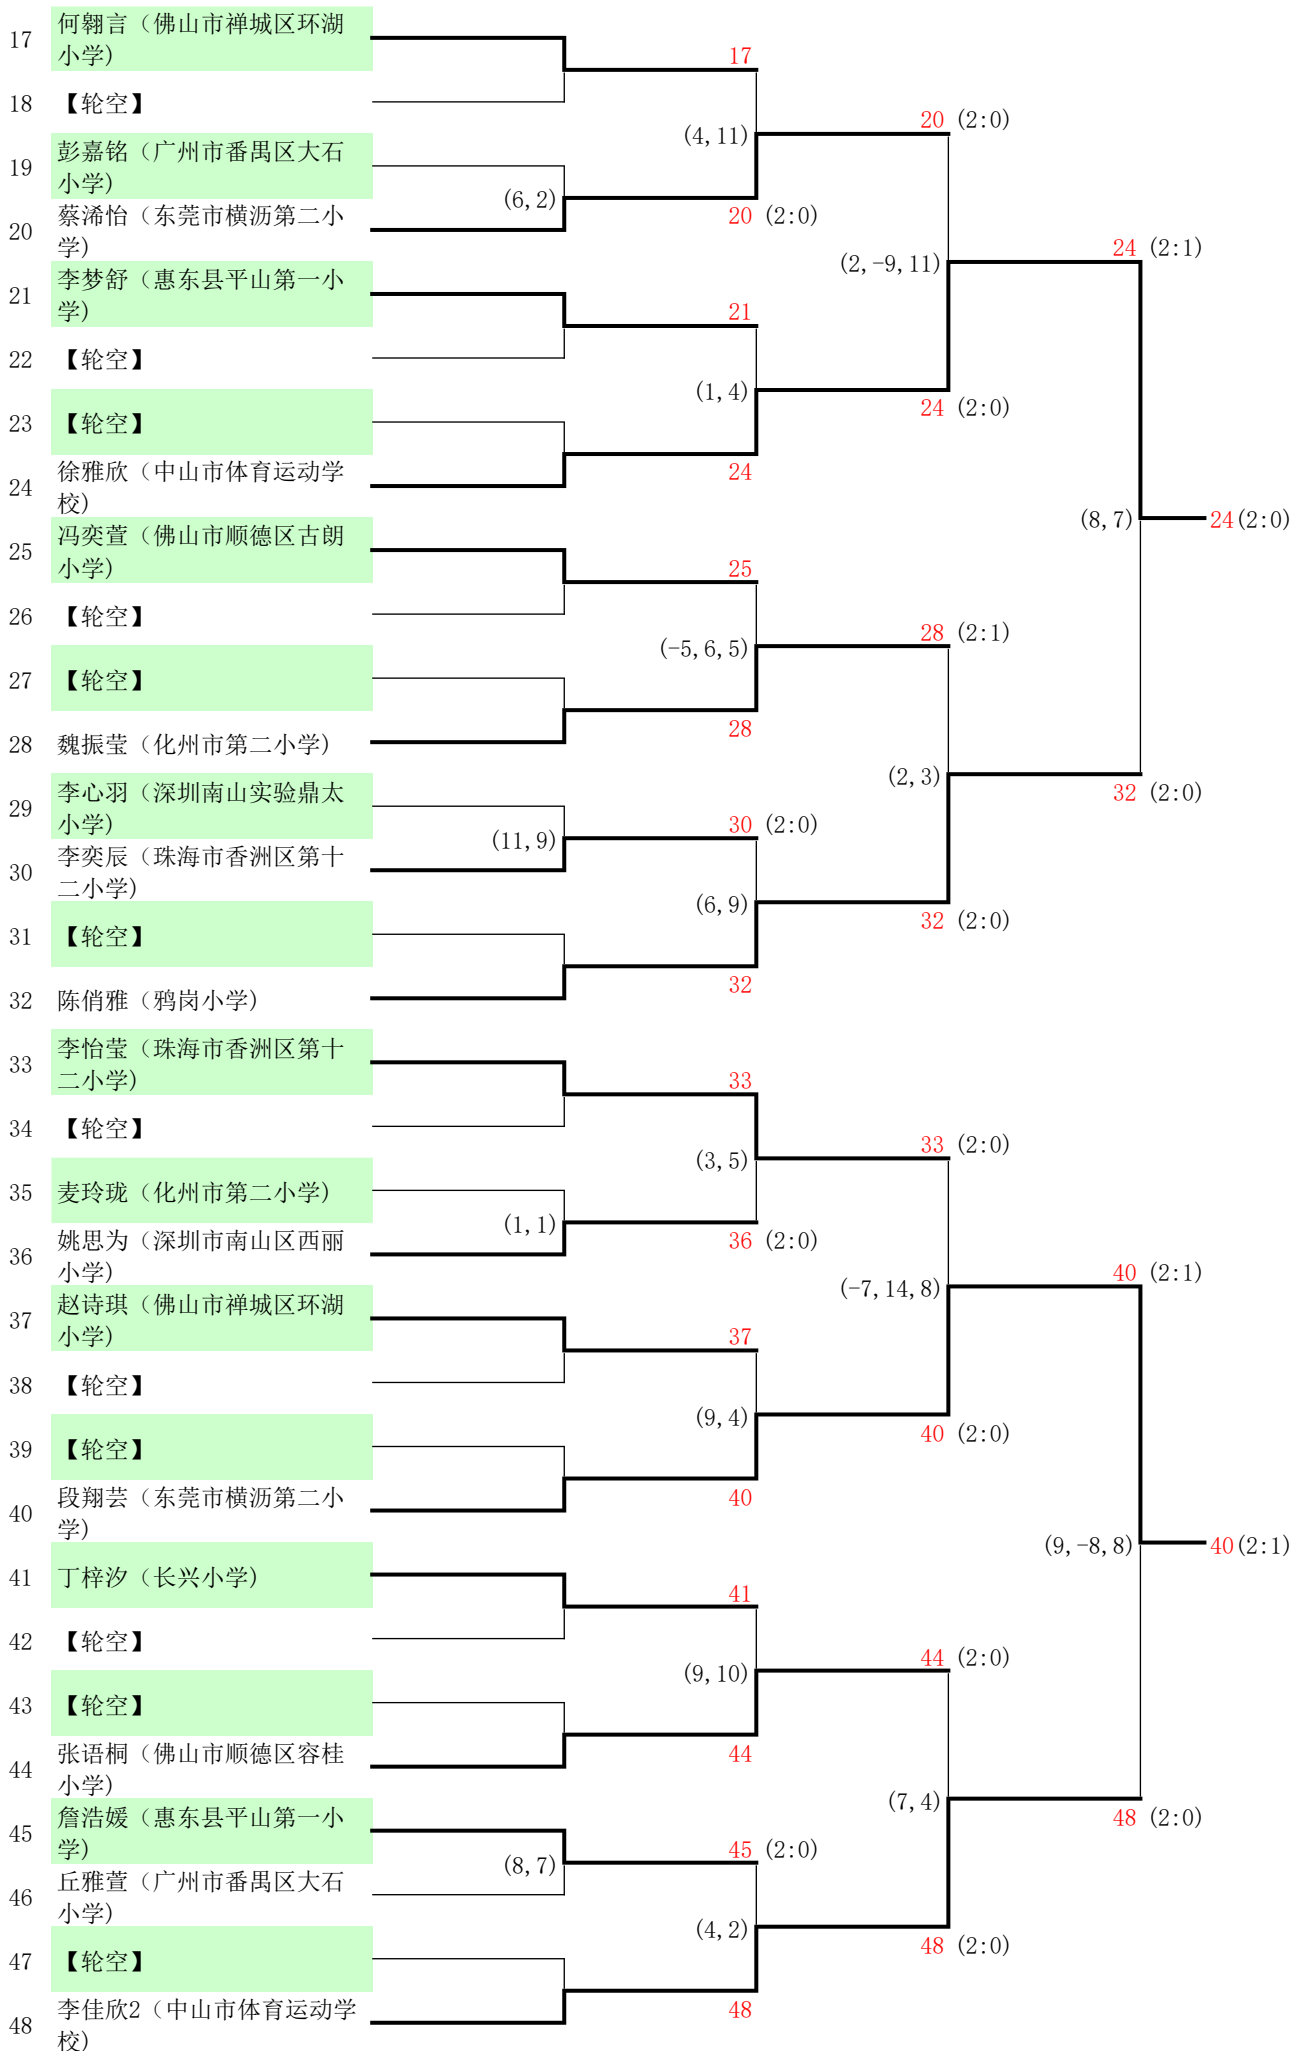 何翱言（佛山市禅城区环湖
17
小学）
17
18 【轮空】
20 (2:0)
(4, 11)
彭嘉铭（广州市番禺区大石
19
小学）
(6, 2)
蔡浠怡（东莞市横沥第二小
20 (2:0)
20
学）
24 (2:1)
(2, -9, 11)
李梦舒（惠东县平山第一小
21
学）
21
22 【轮空】
(1, 4)
24 (2:0)
23 【轮空】
徐雅欣（中山市体育运动学
24
24
校）
(8, 7)
24(2:0)
冯奕萱（佛山市顺德区古朗
25
小学）
25
26 【轮空】
28 (2:1)
(-5, 6, 5)
27 【轮空】
28
28 魏振莹（化州市第二小学）
(2, 3)
32 (2:0)
李心羽（深圳南山实验鼎太
29
小学）
30 (2:0)
(11, 9)
李奕辰（珠海市香洲区第十
30
二小学）
(6, 9)
32 (2:0)
31 【轮空】
32
32 陈俏雅（鸦岗小学）
李怡莹（珠海市香洲区第十
33
二小学）
33
34 【轮空】
33 (2:0)
(3, 5)
35 麦玲珑（化州市第二小学）
(1, 1)
姚思为（深圳市南山区西丽
36 (2:0)
36
小学）
40 (2:1)
(-7, 14, 8)
赵诗琪（佛山市禅城区环湖
37
小学）
37
38 【轮空】
(9, 4)
40 (2:0)
39 【轮空】
段翔芸（东莞市横沥第二小
40
40
学）
(9, -8, 8)
40(2:1)
41 丁梓汐（长兴小学）
41
42 【轮空】
44 (2:0)
(9, 10)
43 【轮空】
张语桐（佛山市顺德区容桂
44
44
小学）
(7, 4)
48 (2:0)
詹浩媛（惠东县平山第一小
45
学）
45 (2:0)
(8, 7)
丘雅萱（广州市番禺区大石
46
小学）
(4, 2)
48 (2:0)
47 【轮空】
李佳欣2（中山市体育运动学
48
48
校）